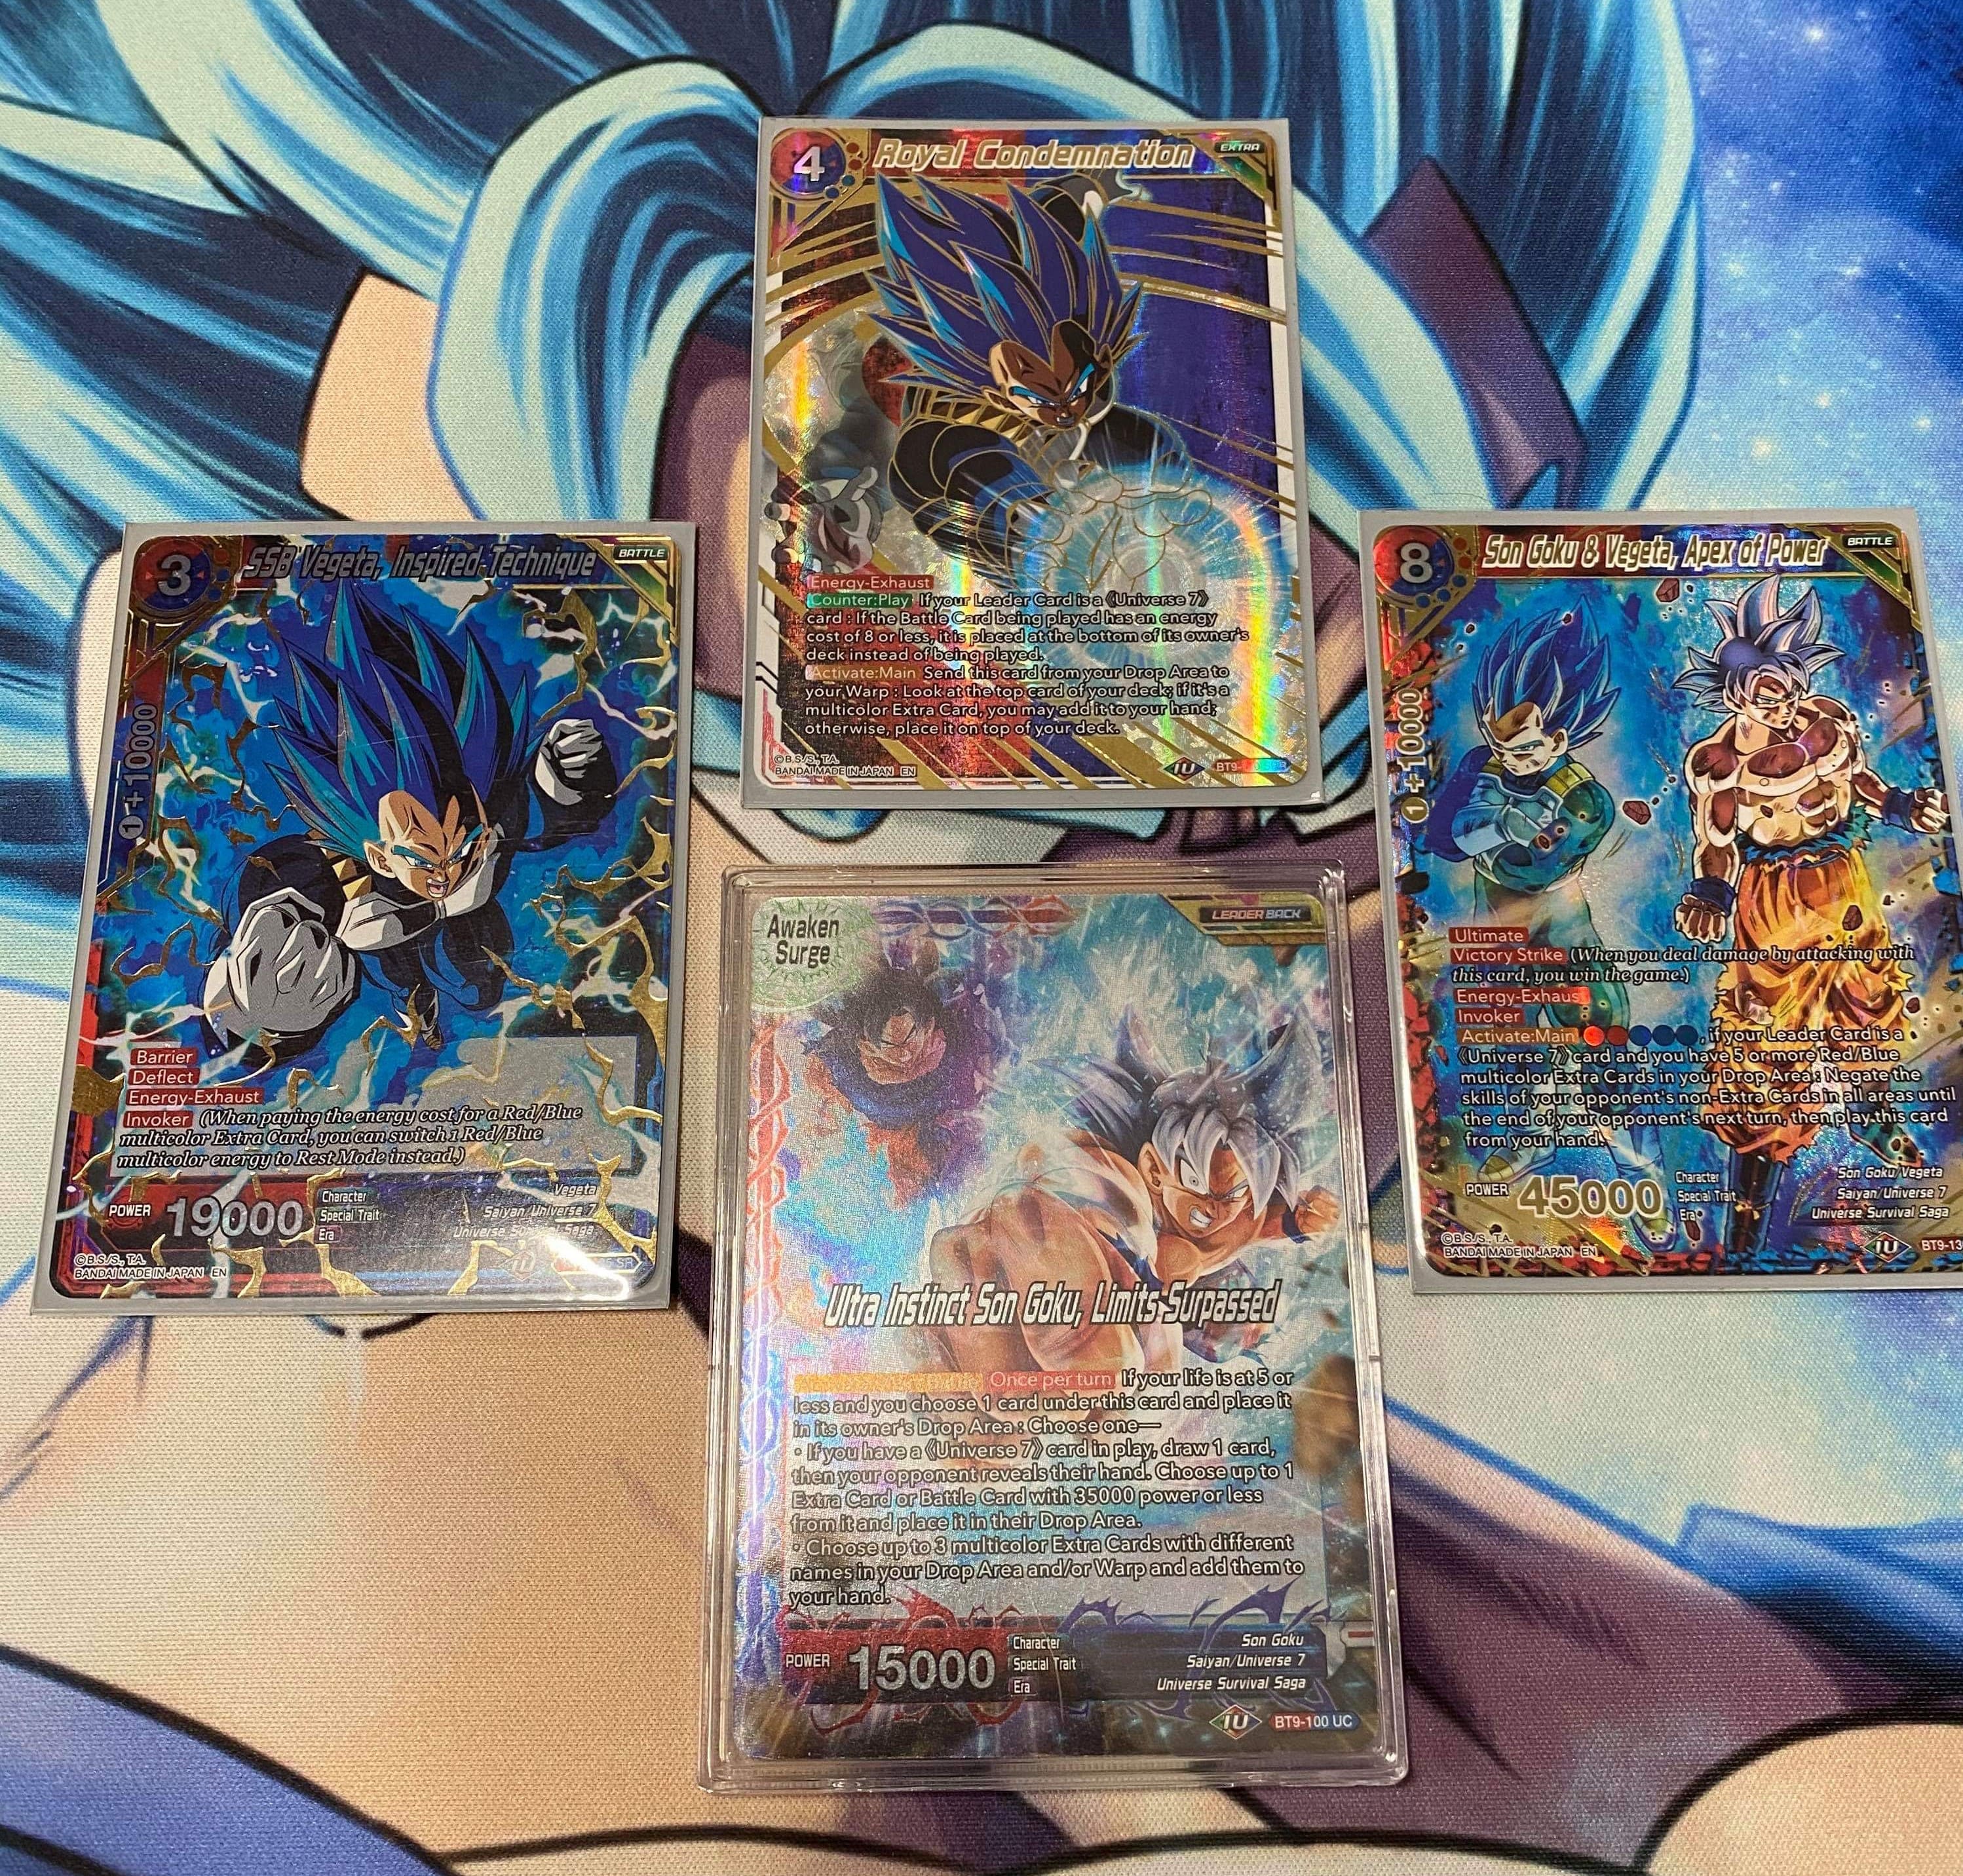 4
Royal Condemnation
EXTRA
Energy-Exhaust
Counter:Play If your Leader Card is a 《Universe 7》
card : If the Battle Card being played has an energy
cost of 8 or less, it is placed at the bottom of its owner's
deck instead of being played.
Activate:Main Send this card from your Drop Area to
your Warp : Look at the top card of your deck; if it's a
multicolor Extra Card, you may add it to your hand;
otherwise, place it on top of your deck.
©B.S./S., T.A.
BANDAI MADE IN JAPAN EN
1U
BT9-
3
SSB Vegeta, Inspired Technique
BATTLE
1+10000
Barrier
Deflect
Energy-Exhaust
Invoker (When paying the energy cost for a Red/Blue
multicolor Extra Card, you can switch 1 Red/Blue
multicolor energy to Rest Mode instead.)
POWER 19000
Character Vegeta
Special Trait Saiyan/Universe 7
Era Universe Saga
©B.S./S., T.A.
BANDAI MADE IN JAPAN EN
SR
8
Son Goku & Vegeta, Apex of Power
BATTLE
1+10000
Ultimate
Victory Strike (When you deal damage by attacking with
this card, you win the game.)
Energy-Exhaust
Invoker
Activate:Main , if your Leader Card is a
《Universe 7》 card and you have 5 or more Red/Blue
multicolor Extra Cards in your Drop Area : Negate the
skills of your opponent's non-Extra Cards in all areas until
the end of your opponent's next turn, then play this card
from your hand.
POWER 45000
Character Son Goku/Vegeta
Special Trait Saiyan/Universe 7
Era Universe Survival Saga
©B.S./S., T.A.
BANDAI MADE IN JAPAN EN
1U
BT9-13
Awaken
Surge
LEADER BACK
Ultra Instinct Son Goku, Limits Surpassed
Once per turn If your life is at 5 or
less and you choose 1 card under this card and place it
in its owner's Drop Area : Choose one—
・If you have a 《Universe 7》 card in play, draw 1 card,
then your opponent reveals their hand. Choose up to 1
Extra Card or Battle Card with 35000 power or less
from it and place it in their Drop Area.
・Choose up to 3 multicolor Extra Cards with different
names in your Drop Area and/or Warp and add them to
your hand.
POWER 15000
Character Son Goku
Special Trait Saiyan/Universe 7
Era Universe Survival Saga
1U
BT9-100 UC